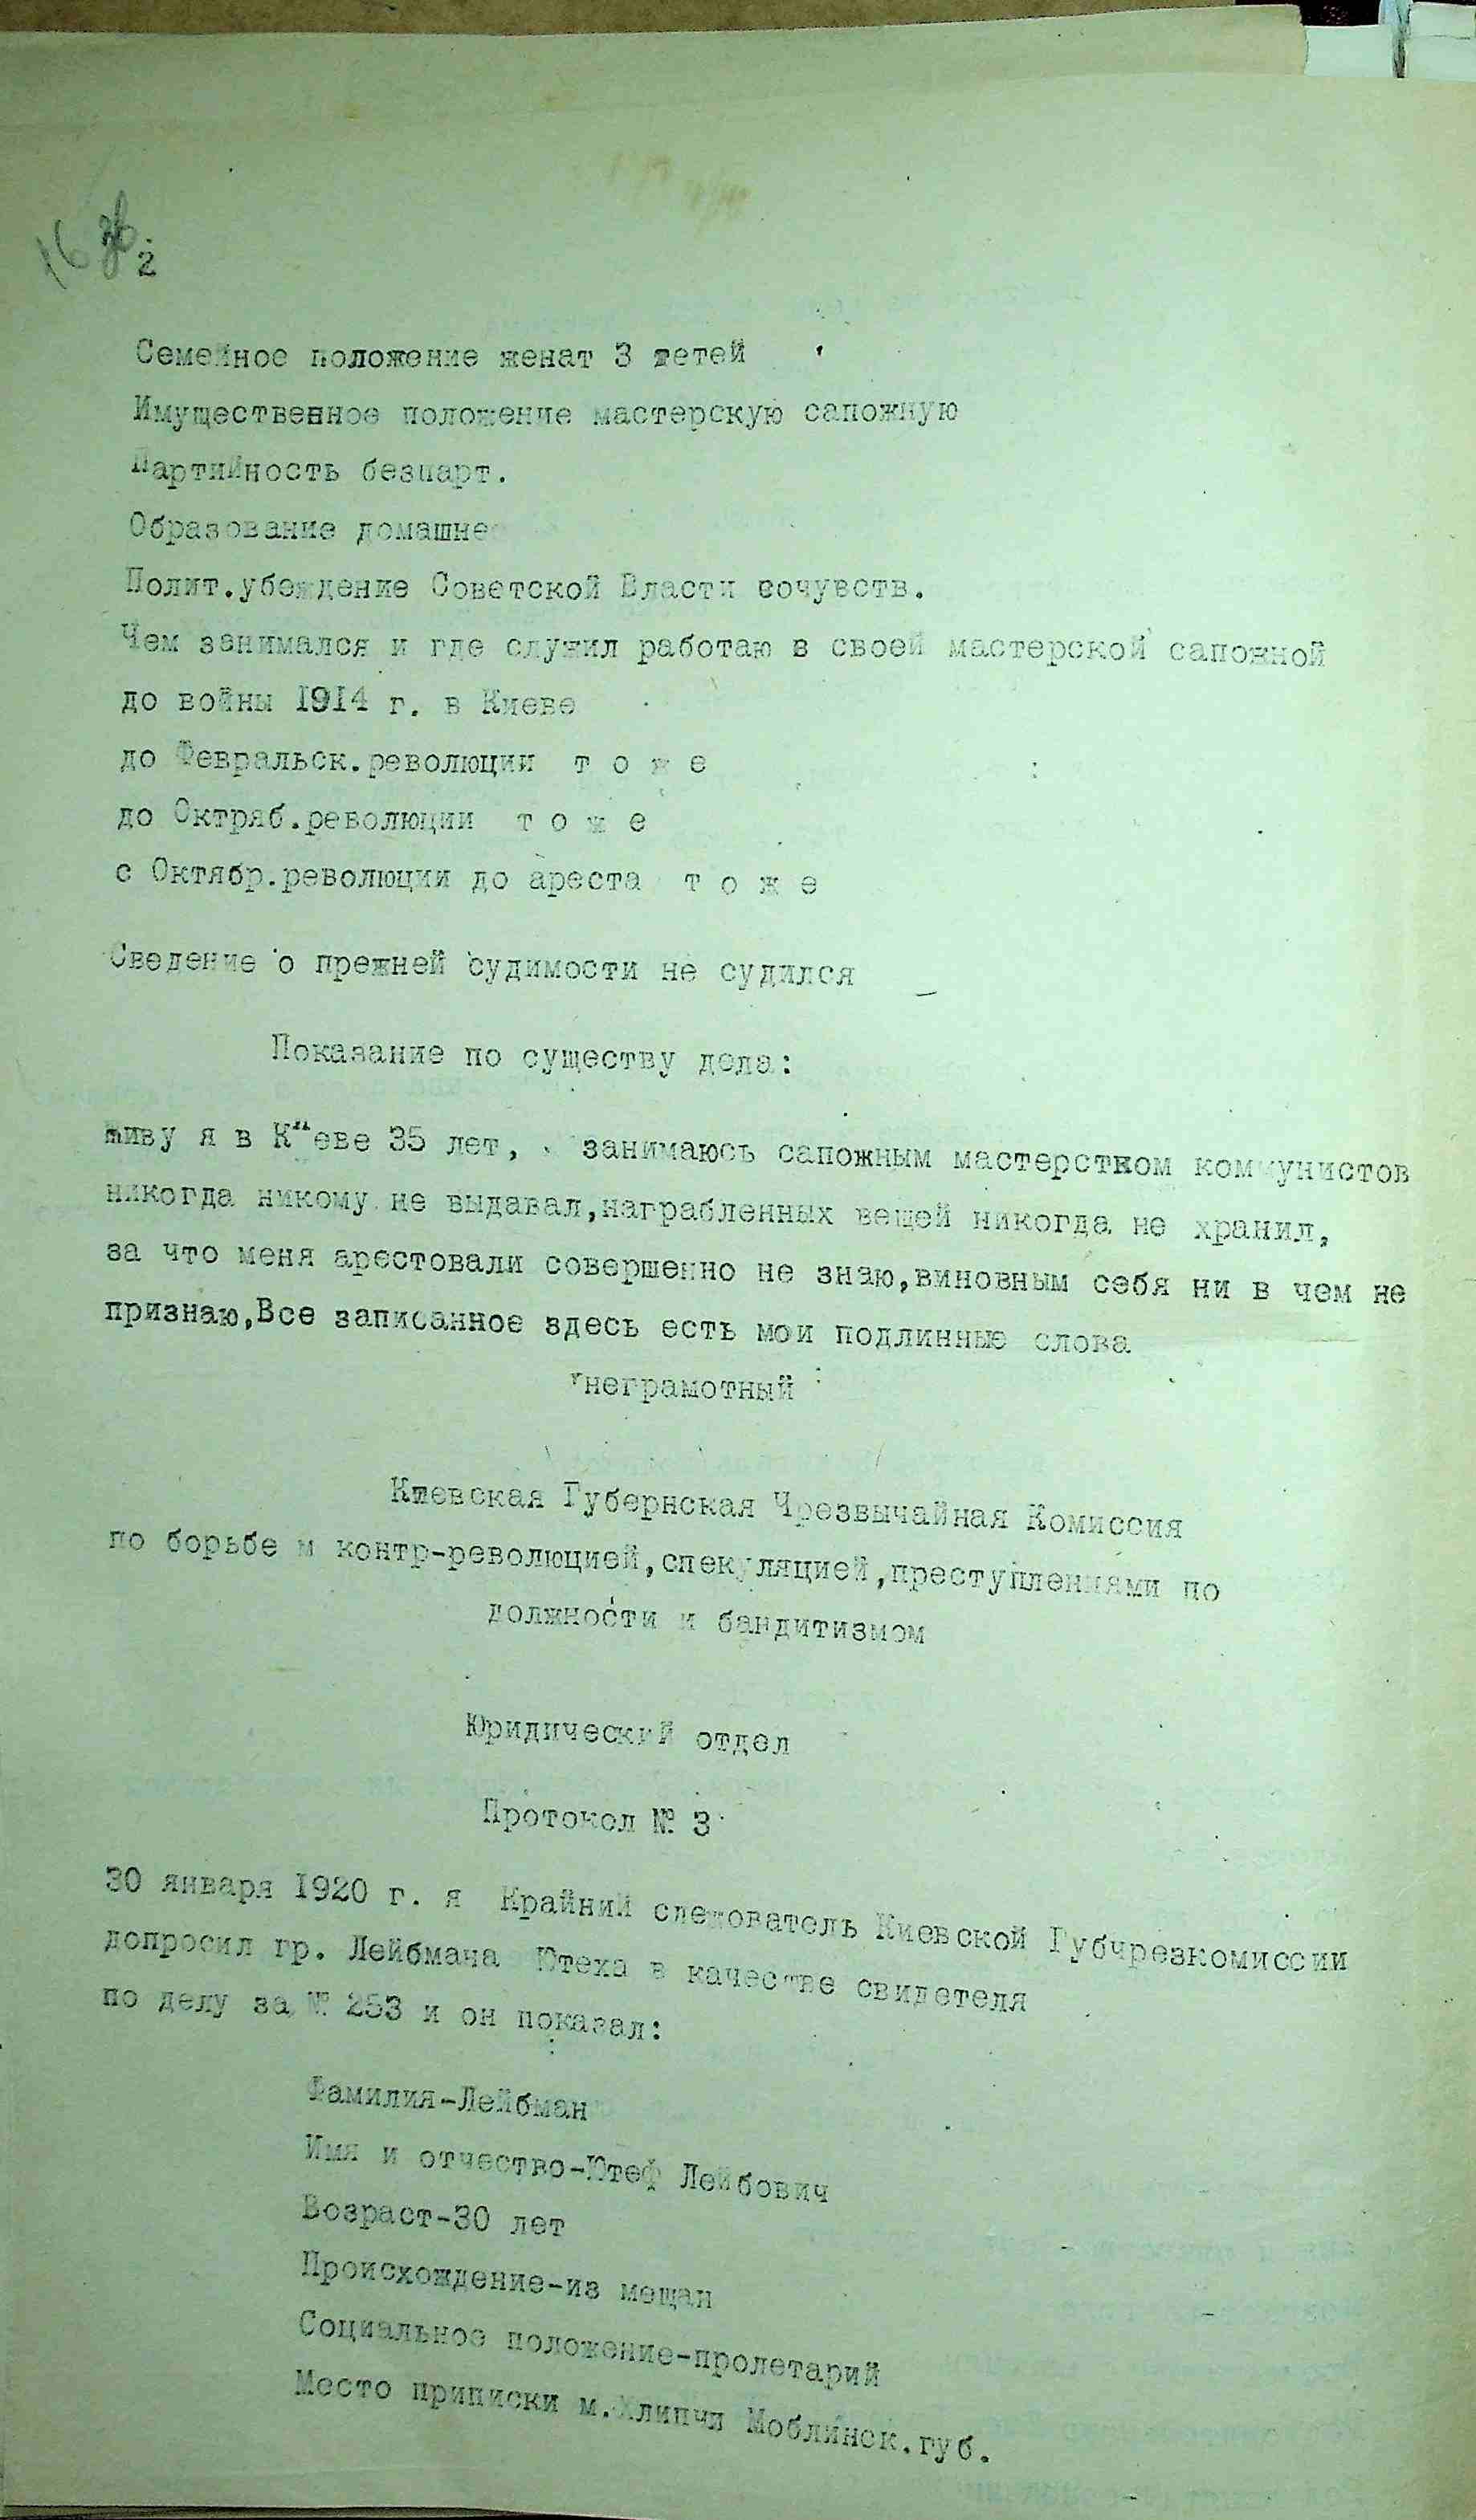 16 зв.
2
Семейное положение женат 3 детей
Имущественное положение мастерскую сапожную
Партийность безпарт.
Образование домашнее
Полит.убеждение Советской Власти сочувств.
Чем занимался и где служил работаю в своей мастерской сапожной
до войны 1914 г. в Киеве
до Февральск.революции т о ж е
до Октряб.революции т о ж е
с Октябр.революции до ареста т о ж е
Сведение о прежней судимости не судился
Показание по существу дела:
живу я в Киеве 35 лет, занимаюсь сапожным мастерством коммунистов
никогда никому не выдавал,награбленных вещей никогда не хранил,
за что меня арестовали совершенно не знаю,виновным себя ни в чем не
признаю,Все записанное здесь есть мои подлинные слова
неграмотный
Киевская Губернская Чрезвычайная Комиссия
по борьбе с контр-революцией,спекуляцией,преступлениями по
должности и бандитизмом
Юридический отдел
Протокол № 3
30 января 1920 г. я Крайний следователь Киевской Губчрезкомиссии
допросил гр. Лейбмана Ютеха в качестве свидетеля
по делу за № 253 и он показал:
Фамилия-Лейбман
Имя и отчество-Ютеф Лейбович
Возраст-30 лет
Происхождение-из мещан
Социальное положение-пролетарий
Место приписки м. Моблинск.губ.